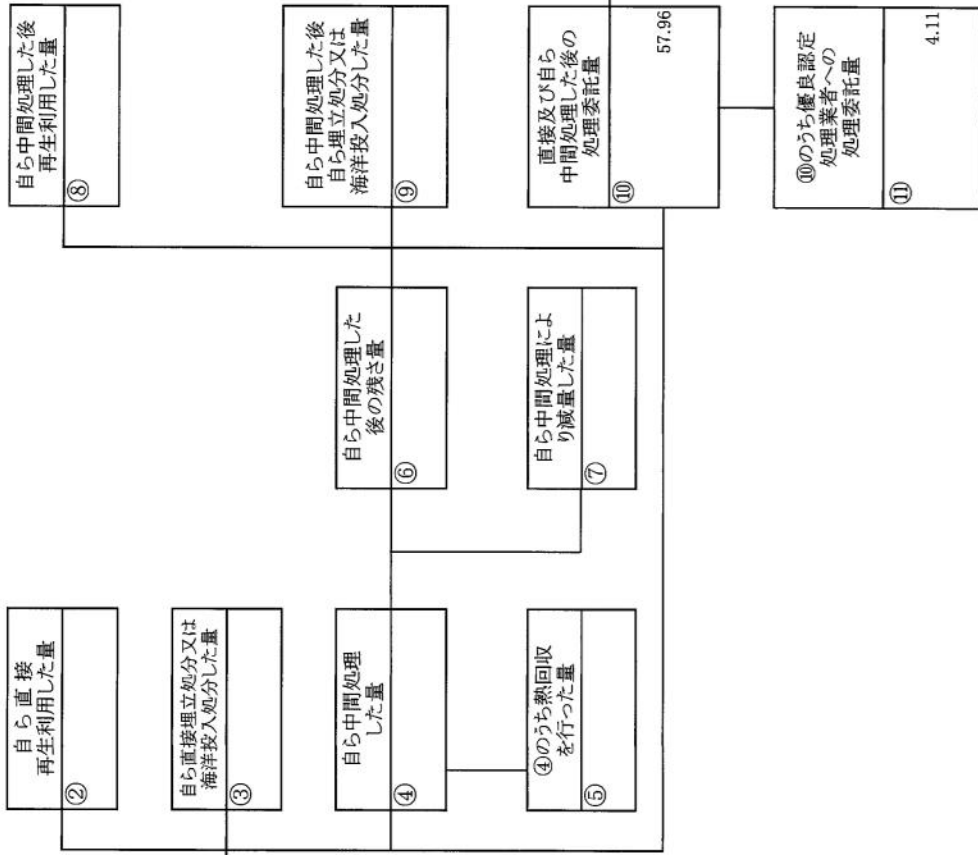 自ら直接
再生利用した量
②
自ら直接埋立処分又は
海洋投入処分した量
③
自ら中間処理
した量
④
④のうち熱回収
を行った量
⑤
自ら中間処理した
後の残さ量
⑥
自ら中間処理によ
り減量した量
⑦
自ら中間処理した後
再生利用した量
⑧
自ら中間処理した後
自ら埋立処分又は
海洋投入処分した量
⑨
直接及び自ら
中間処理した後の
処理委託量
⑩
57.96
⑩のうち優良認定
処理業者への
処理委託量
⑪
4.11